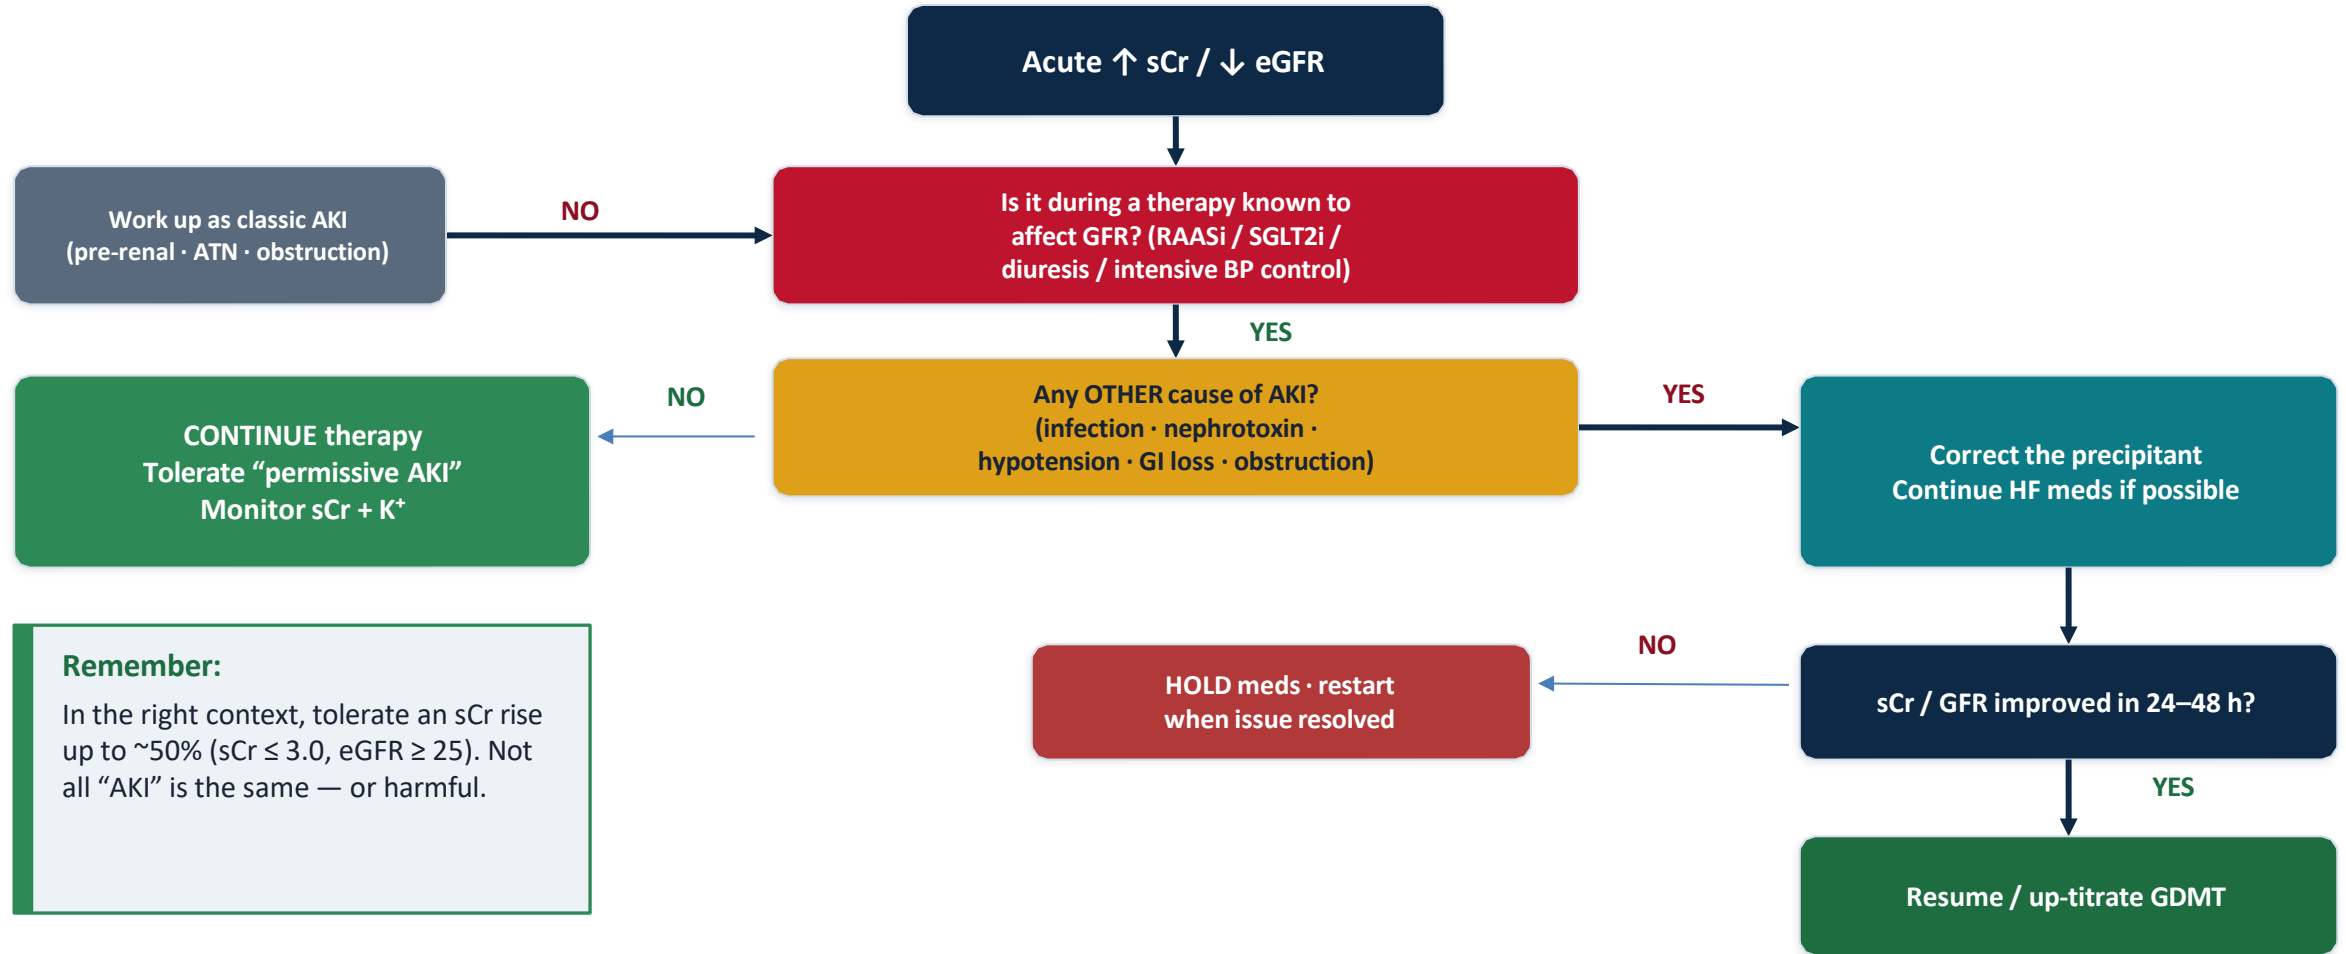 Acute ↑ sCr / ↓ eGFR
Work up as classic AKI
(pre-renal · ATN · obstruction)
NO
Is it during a therapy known to
affect GFR? (RAASi / SGLT2i /
diuresis / intensive BP control)
YES
CONTINUE therapy
Tolerate “permissive AKI”
Monitor sCr + K⁺
NO
Any OTHER cause of AKI?
(infection · nephrotoxin ·
hypotension · GI loss · obstruction)
YES
Correct the precipitant
Continue HF meds if possible
Remember:
In the right context, tolerate an sCr rise
up to ~50% (sCr ≤ 3.0, eGFR ≥ 25). Not
all “AKI” is the same — or harmful.
HOLD meds · restart
when issue resolved
NO
sCr / GFR improved in 24–48 h?
YES
Resume / up-titrate GDMT